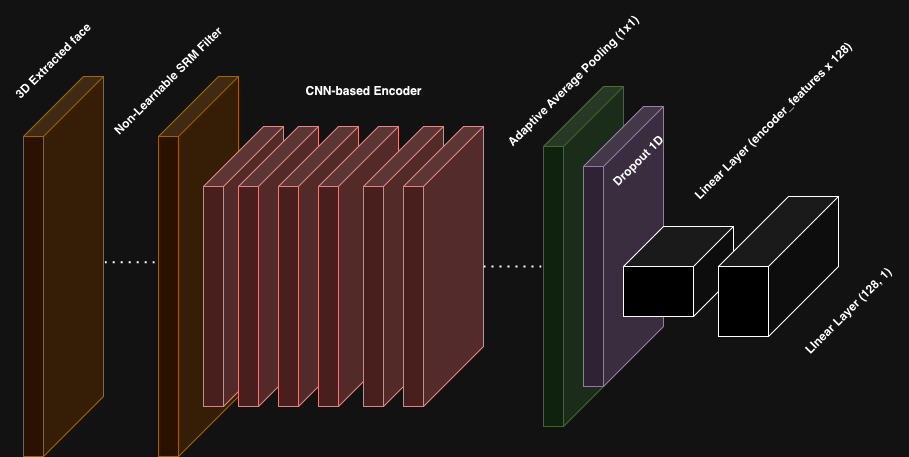 3D Extracted face
Non-Learnable SRM Filter
CNN-based Encoder
Adaptive Average Pooling (1x1)
Dropout 1D
Linear Layer (encoder_features x 128)
LInear Layer (128, 1)